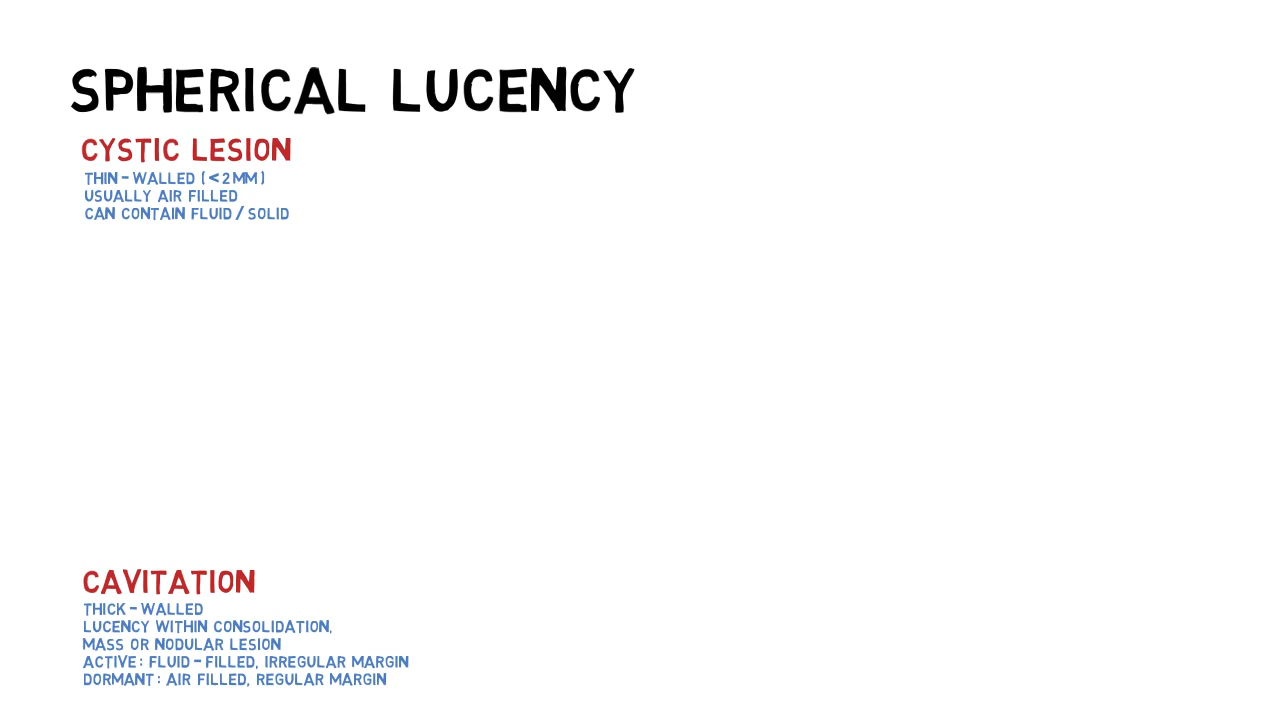 SPHERICAL LUCENCY
CYSTIC LESION
THIN-WALLED (<2MM)
USUALLY AIR FILLED
CAN CONTAIN FLUID/SOLID
CAVITATION
THICK-WALLED
LUCENCY WITHIN CONSOLIDATION,
MASS OR NODULAR LESION
ACTIVE: FLUID-FILLED, IRREGULAR MARGIN
DORMANT: AIR FILLED, REGULAR MARGIN